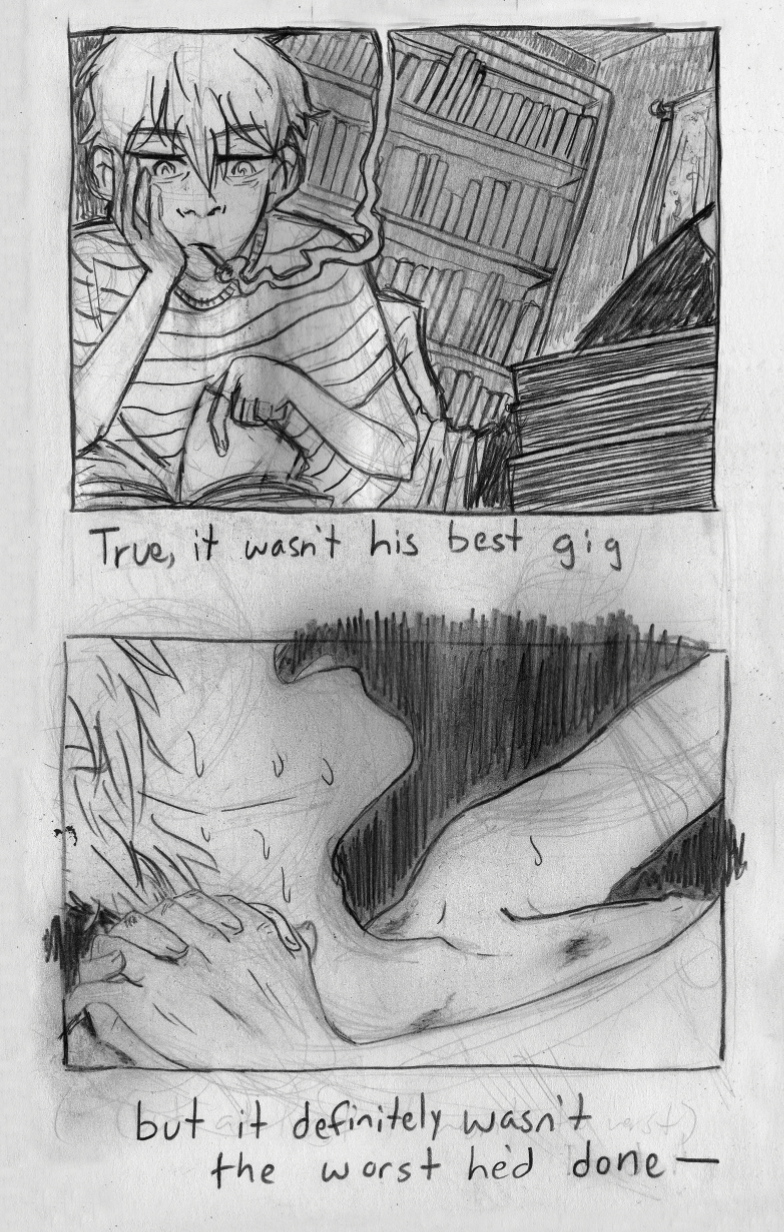 True, it wasn't his best gig
but it definitely wasn't
the worst he'd done—